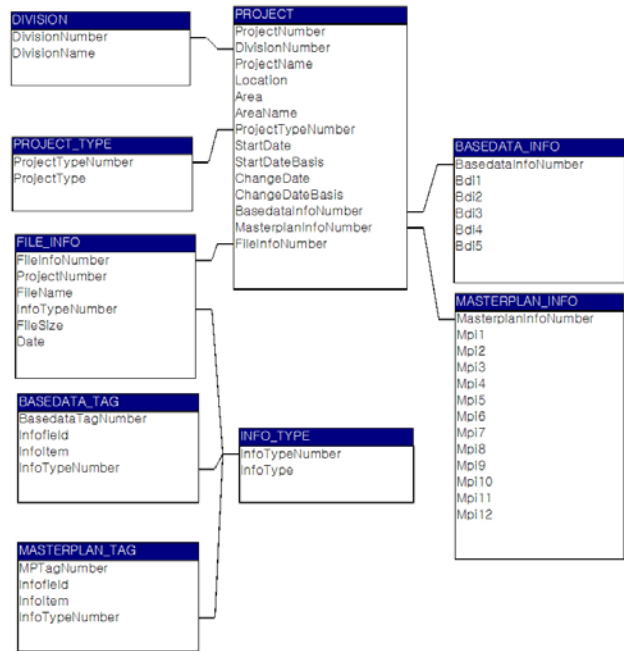 DIVISION
DivisionNumber
DivisionName
PROJECT
ProjectNumber
DivisionNumber
ProjectName
Location
Area
AreaName
ProjectTypeNumber
StartDate
StartDateBasis
ChangeDate
ChangeDateBasis
BasedataInfoNumber
MasterplanInfoNumber
FileInfoNumber
PROJECT_TYPE
ProjectTypeNumber
ProjectType
BASEDATA_INFO
BasedataInfoNumber
Bdi1
Bdi2
Bdi3
Bdi4
Bdi5
FILE_INFO
FileInfoNumber
ProjectNumber
FileName
InfoTypeNumber
FileSize
Date
MASTERPLAN_INFO
MasterplanInfoNumber
Mpi1
Mpi2
Mpi3
Mpi4
Mpi5
Mpi6
Mpi7
Mpi8
Mpi9
Mpi10
Mpi11
Mpi12
BASEDATA_TAG
BasedataTagNumber
Infofield
InfoItem
InfoTypeNumber
INFO_TYPE
InfoTypeNumber
InfoType
MASTERPLAN_TAG
MPTagNumber
Infofield
InfoItem
InfoTypeNumber